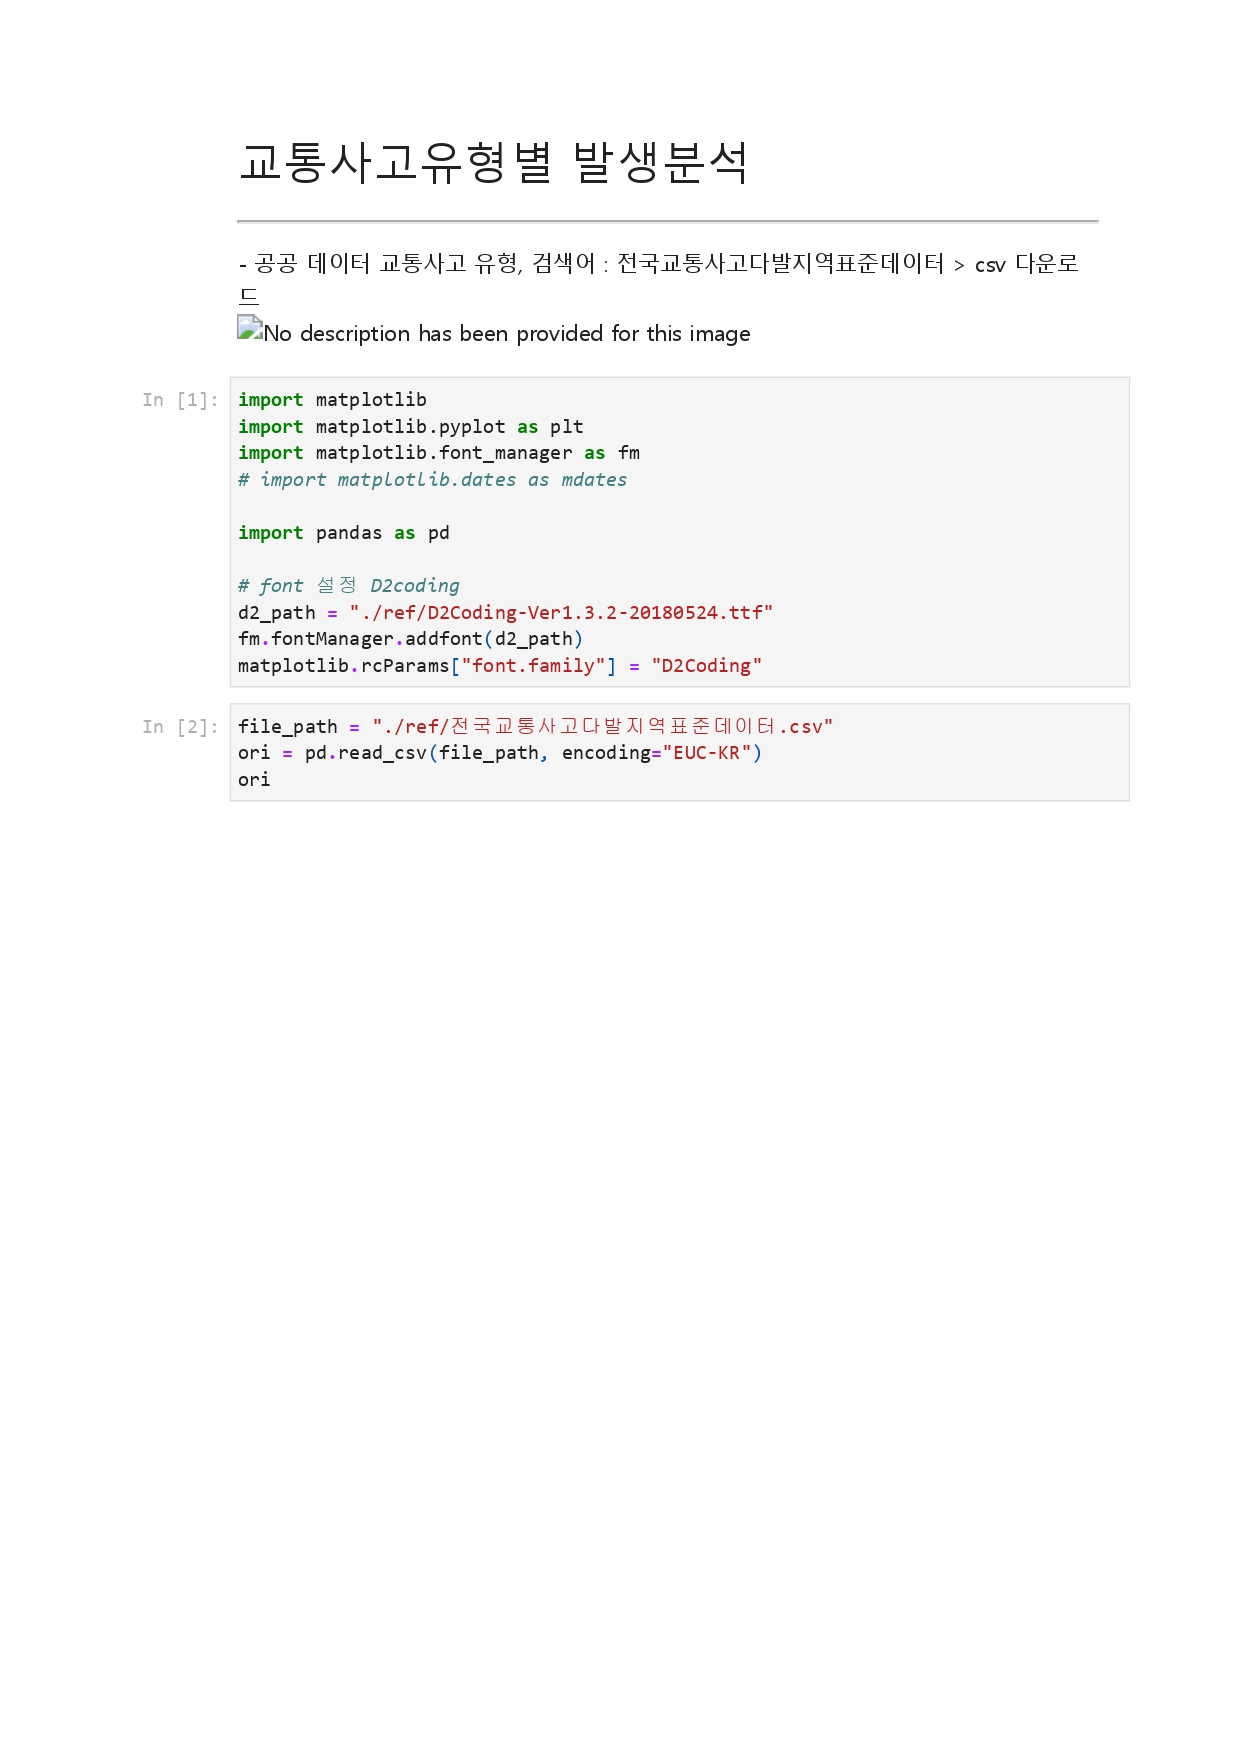 교통사고유형별 발생분석
- 공공 데이터 교통사고 유형, 검색어 : 전국교통사고다발지역표준데이터 > csv 다운로
드
No description has been provided for this image
In [1]:
import matplotlib
import matplotlib.pyplot as plt
import matplotlib.font_manager as fm
# import matplotlib.dates as mdates
import pandas as pd
# font 설정 D2coding
d2_path = "./ref/D2Coding-Ver1.3.2-20180524.ttf"
fm.fontManager.addfont(d2_path)
matplotlib.rcParams["font.family"] = "D2Coding"
In [2]:
file_path = "./ref/전국교통사고다발지역표준데이터.csv"
ori = pd.read_csv(file_path, encoding="EUC-KR")
ori